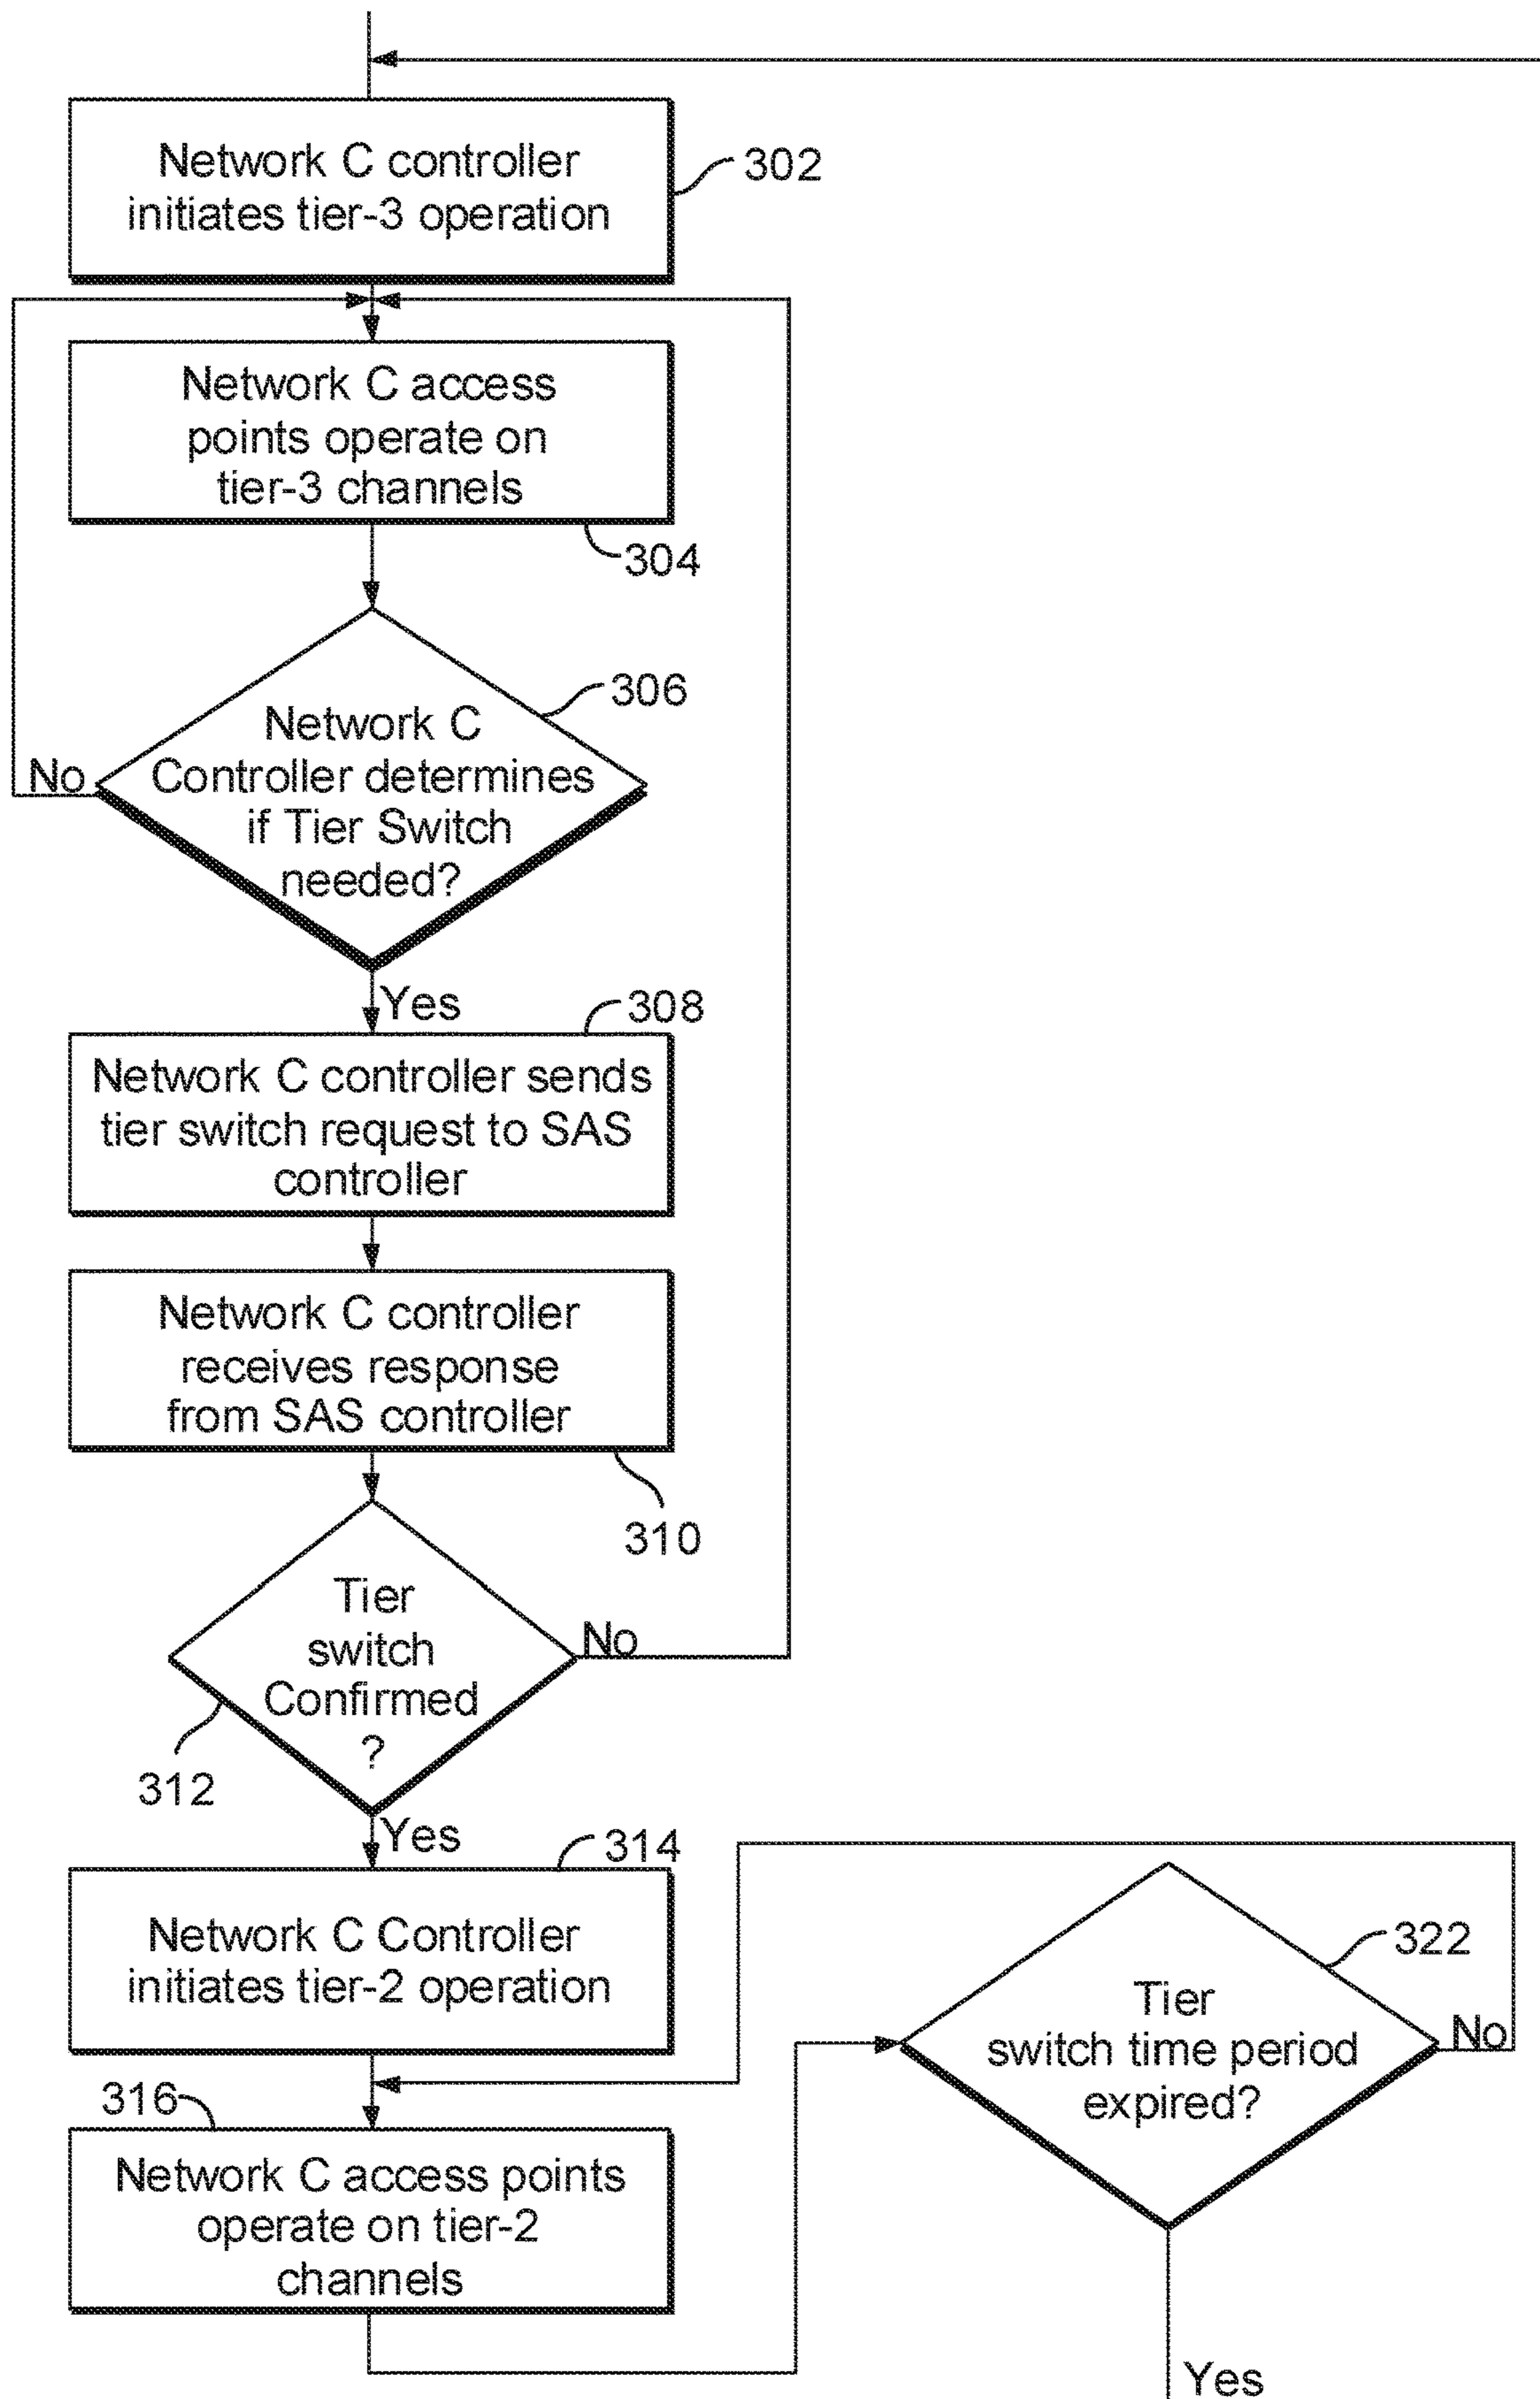 Network C controller
initiates tier-3 operation
302
Network C access
points operate on
tier-3 channels
304
306
Network C
Controller determines
if Tier Switch
needed?
No
Yes
308
Network C controller sends
tier switch request to SAS
controller
Network C controller
receives response
from SAS controller
310
Tier
switch
Confirmed
?
No
312
Yes
314
Network C Controller
initiates tier-2 operation
316
Network C access points
operate on tier-2
channels
322
Tier
switch time period
expired?
No
Yes